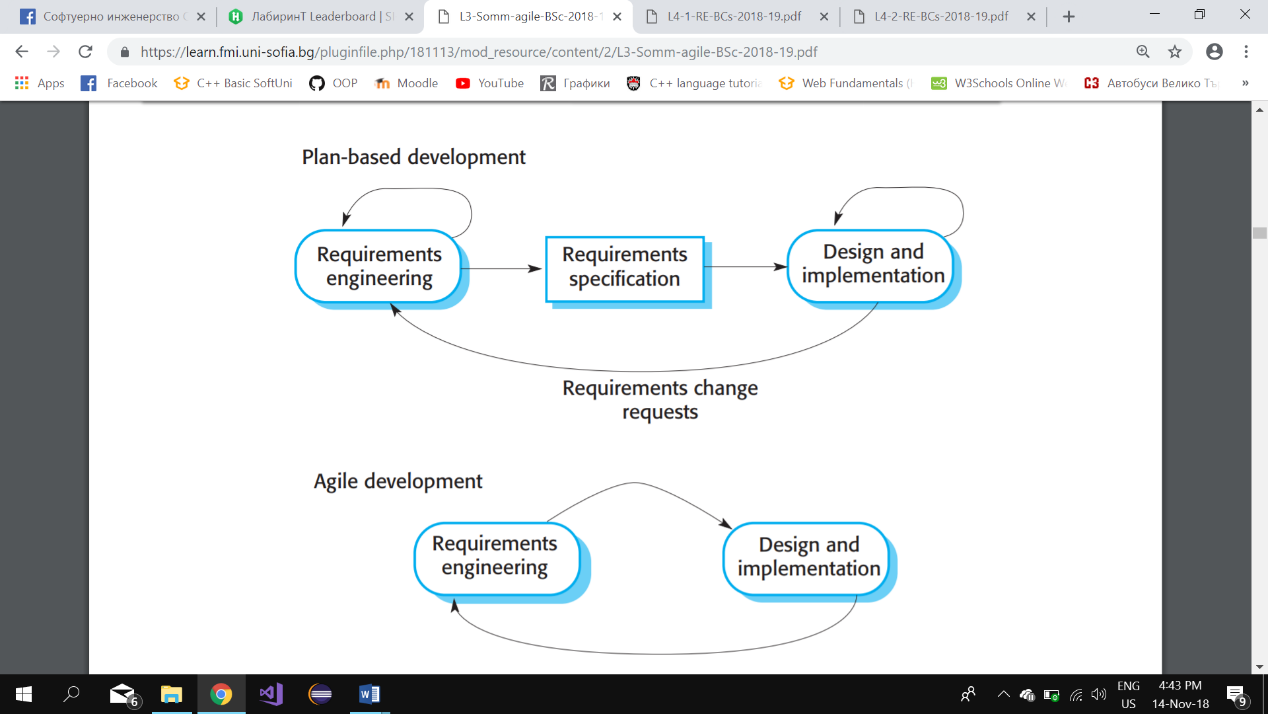 Софтуерно инженерство
ЛабиринТ Leaderboard |
L3-Somm-agile-BSc-2018-1
L4-1-RE-BCs-2018-19.pdf
L4-2-RE-BCs-2018-19.pdf
https://learn.fmi.uni-sofia.bg/pluginfile.php/181113/mod_resource/content/2/L3-Somm-agile-BSc-2018-19.pdf
Apps
Facebook
C++ Basic SoftUni
OOP
Moodle
YouTube
Графики
C++ language tutoria
Web Fundamentals
W3Schools Online
Автобуси Велико
»
Plan-based development
Requirements
engineering
Requirements
specification
Design and
implementation
Requirements change
requests
Agile development
Requirements
engineering
Design and
implementation
6
ENG
US
4:43 PM
14-Nov-18
9